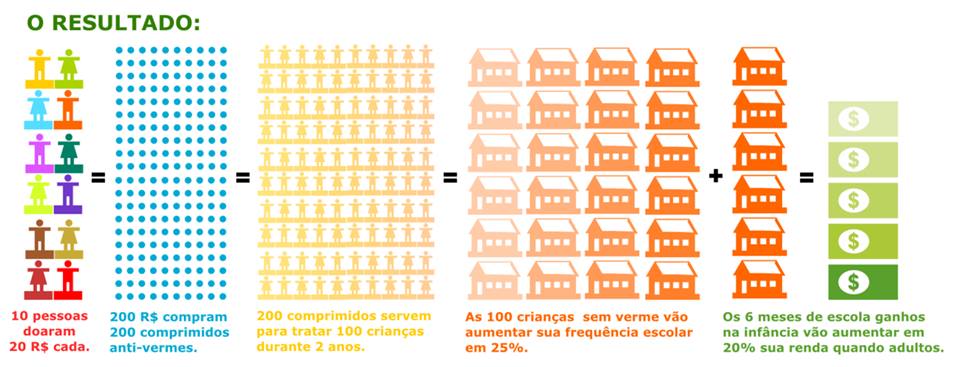 O RESULTADO:
=
=
=
+
=
$
$
$
$
$
10 pessoas
doaram
20 R$ cada.
200 R$ compram
200 comprimidos
anti-vermes.
200 comprimidos servem
para tratar 100 crianças
durante 2 anos.
As 100 crianças sem verme vão
aumentar sua frequência escolar
em 25%.
Os 6 meses de escola ganhos
na infância vão aumentar em
20% sua renda quando adultos.